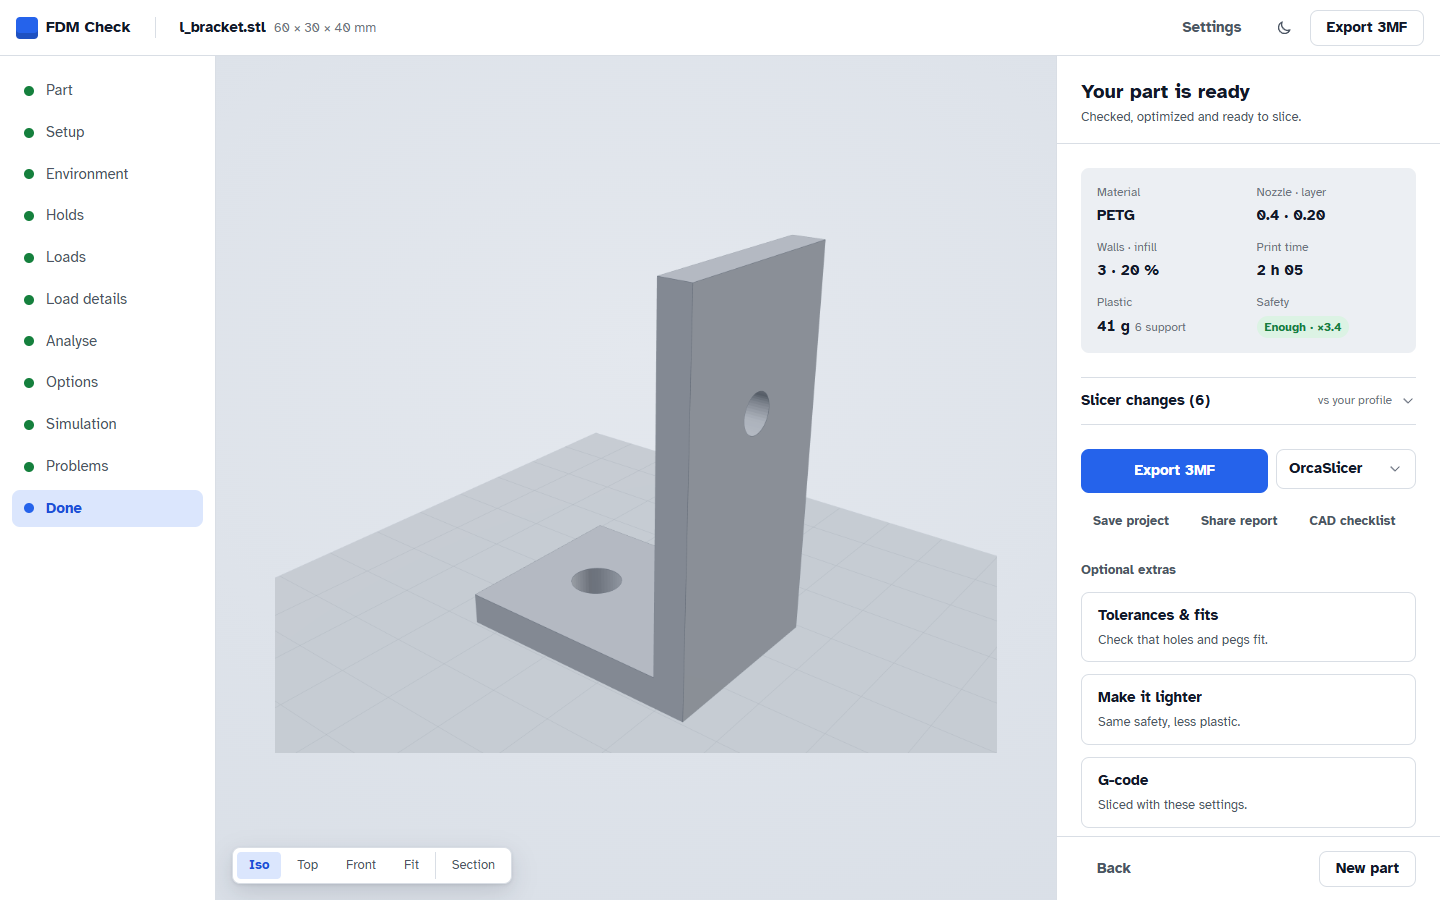 FDM Check
l_bracket.stl 60 × 30 × 40 mm
Settings
Export 3MF
Part
Setup
Environment
Holds
Loads
Load details
Analyse
Options
Simulation
Problems
Done
Iso
Top
Front
Fit
Section
Your part is ready
Checked, optimized and ready to slice.
Material
PETG
Nozzle · layer
0.4 · 0.20
Walls · infill
3 · 20 %
Print time
2 h 05
Plastic
41 g 6 support
Safety
Enough · ×3.4
Slicer changes (6)
vs your profile
Export 3MF
OrcaSlicer
Save project
Share report
CAD checklist
Optional extras
Tolerances & fits
Check that holes and pegs fit.
Make it lighter
Same safety, less plastic.
G-code
Sliced with these settings.
Back
New part